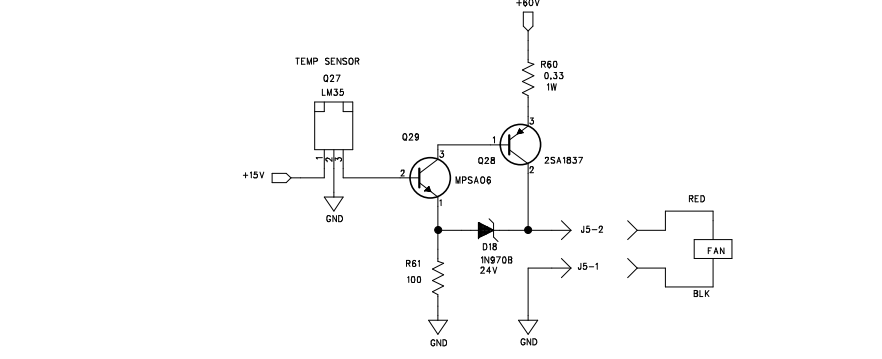 +60V
R60
0.33
1W
TEMP SENSOR
Q27
LM35
1 2 3
+15V
GND
Q29
3
2
MPSA06
1
1
3
Q28
2SA1837
2
D18
1N970B
24V
R61
100
GND
GND
J5-2
J5-1
RED
FAN
BLK